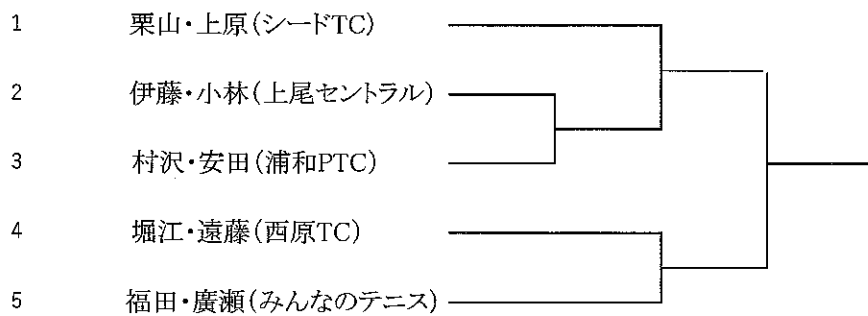 1 栗山・上原(シードTC)
2 伊藤・小林(上尾セントラル)
3 村沢・安田(浦和PTC)
4 堀江・遠藤(西原TC)
5 福田・廣瀬(みんなのテニス)